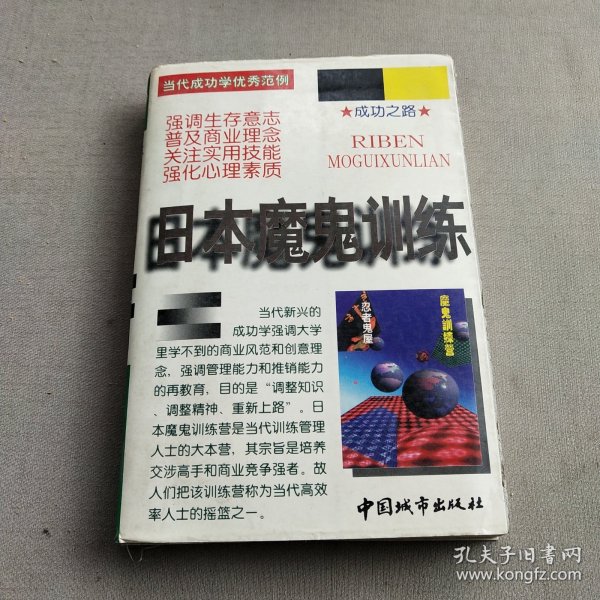 当代成功学优秀范例
★成功之路★
强调生存意志
普及商业理念
关注实用技能
强化心理素质
RIBEN
MOGUIXUNLIAN
日本魔鬼训练
当代新兴的
成功学强调大学
里学不到的商业风范和创意理
念,强调管理能力和推销能力
的再教育,目的是“调整知识
、调整精神、重新上路”。日
本魔鬼训练营是当代训练管理
人士的大本营,其宗旨是培养
交涉高手和商业竞争强者。故
人们把该训练营称为当代高效
率人士的摇篮之一。
忍者鬼屋
魔鬼訓練營
中国城市出版社
孔夫子旧书网
www.kongfz.com